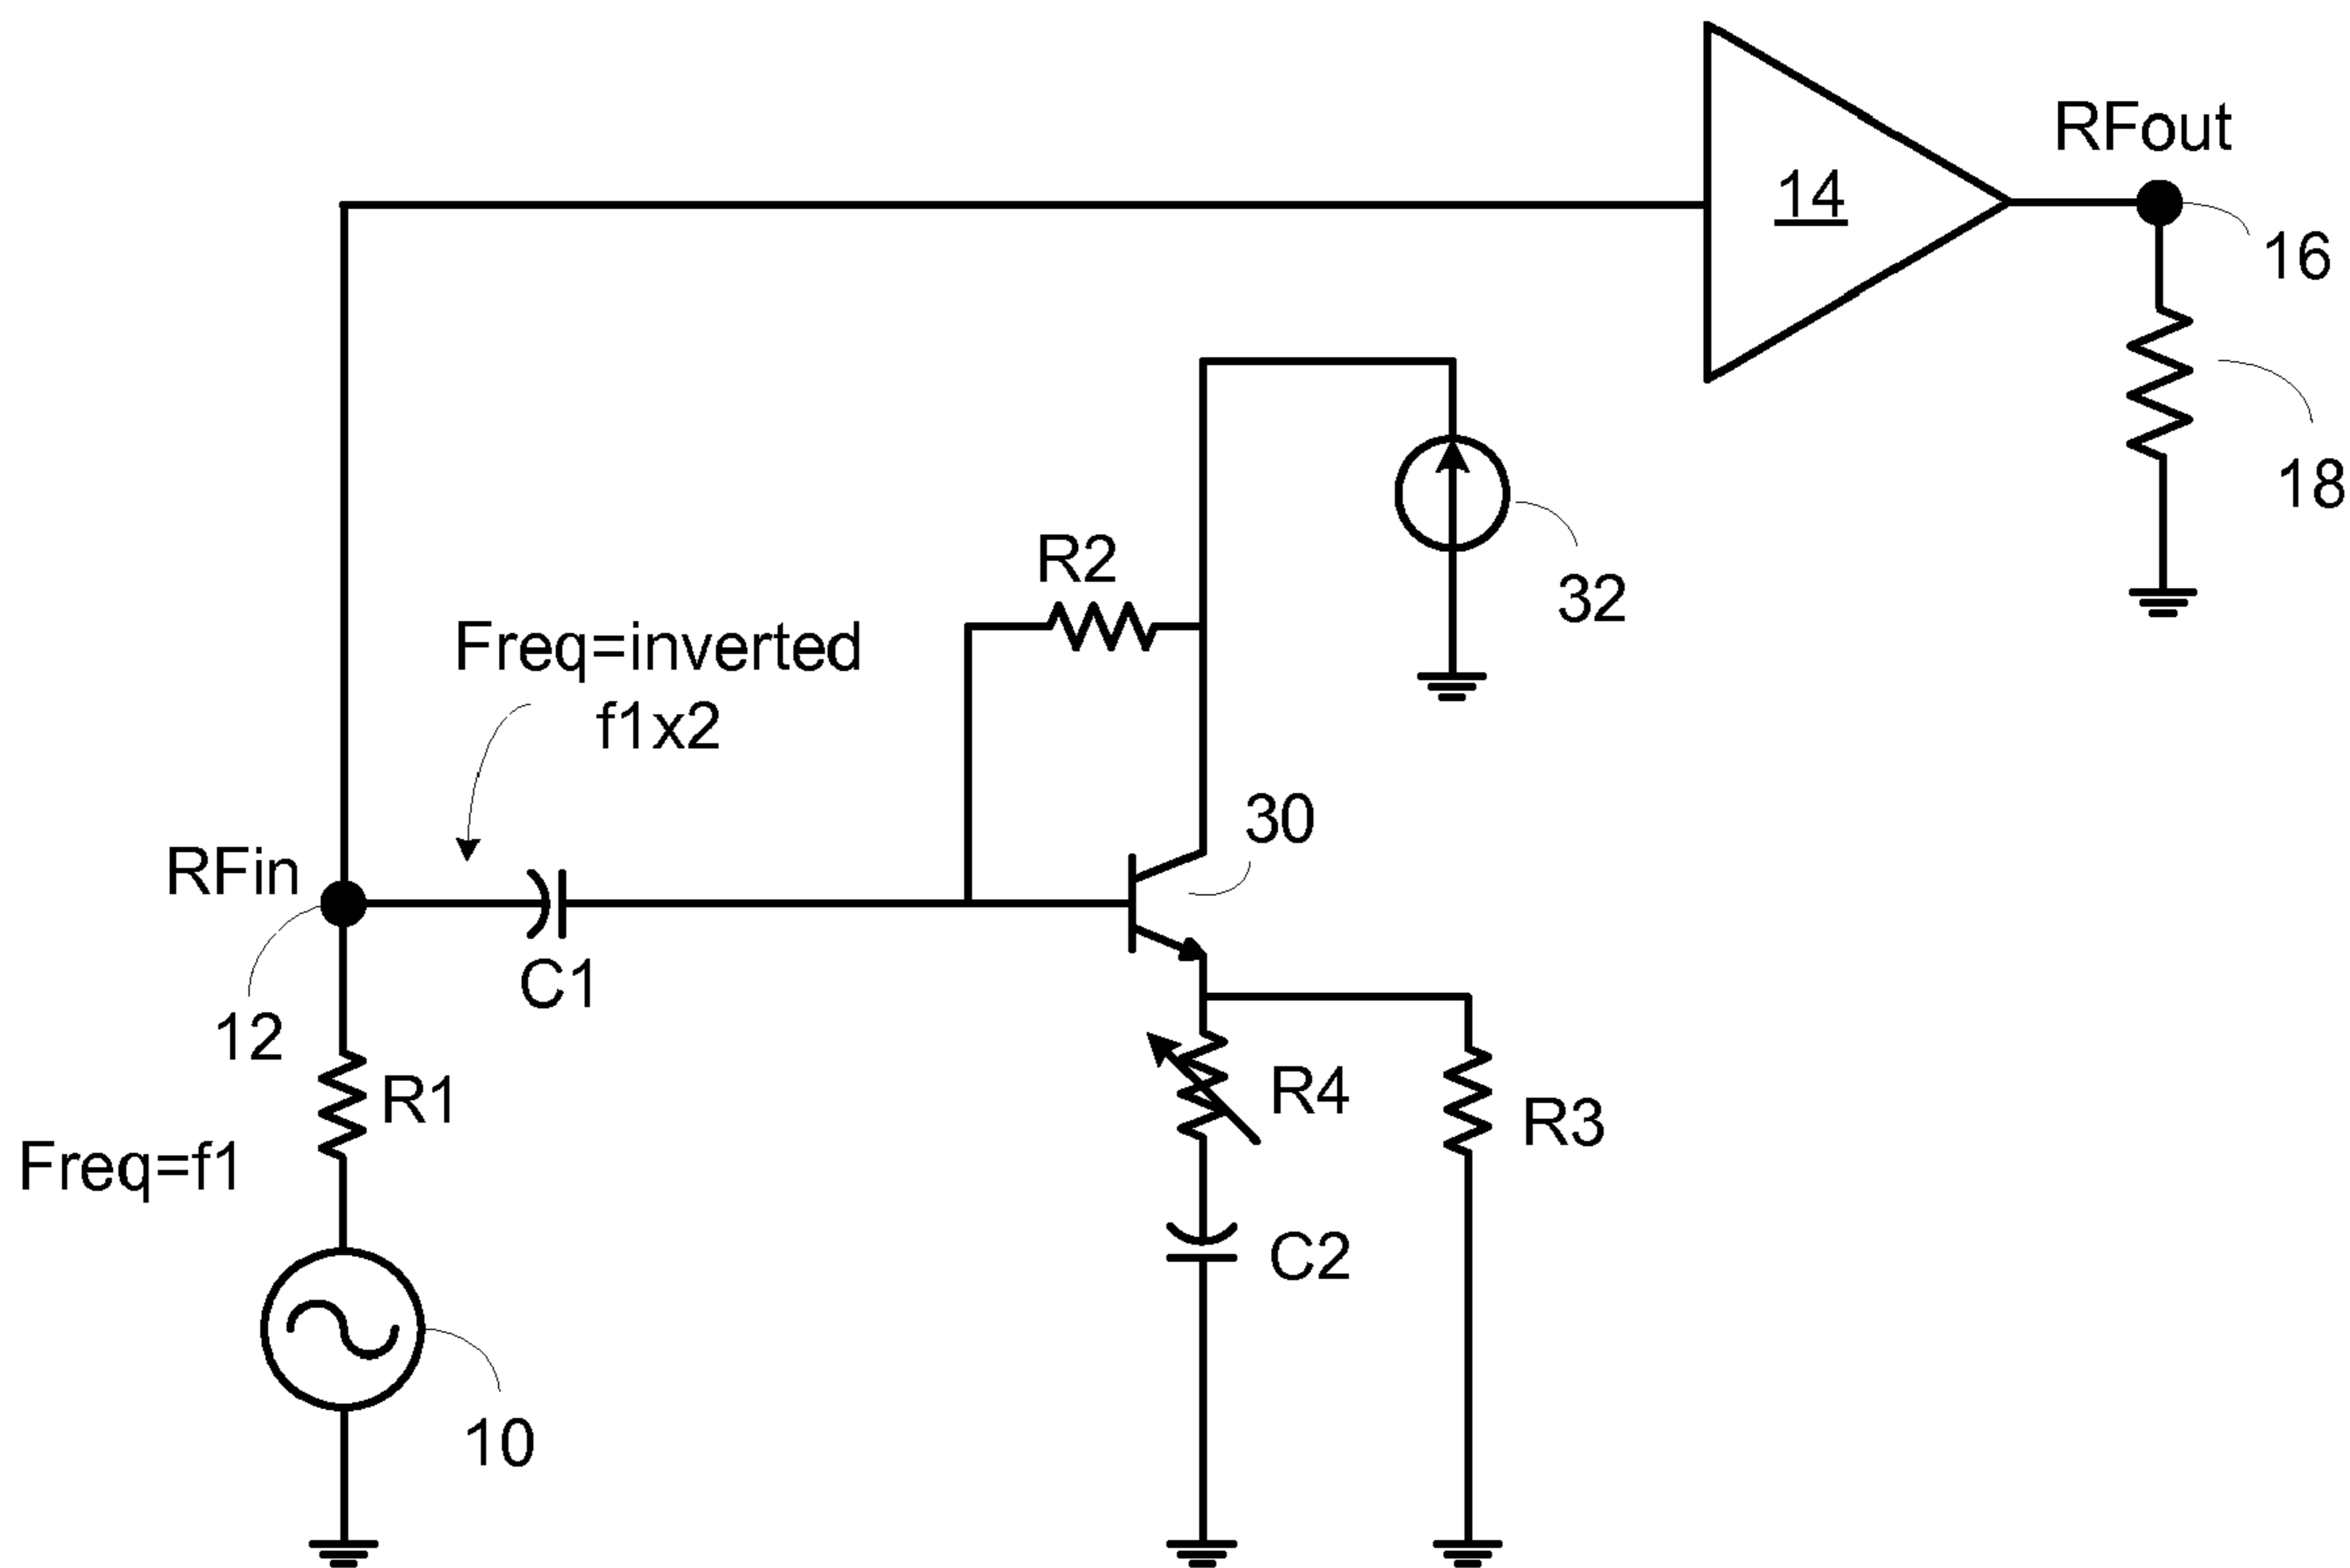 RFout
14
16
18
R2
32
Freq=inverted
f1x2
30
RFin
C1
12
R1
R4
R3
Freq=f1
C2
10